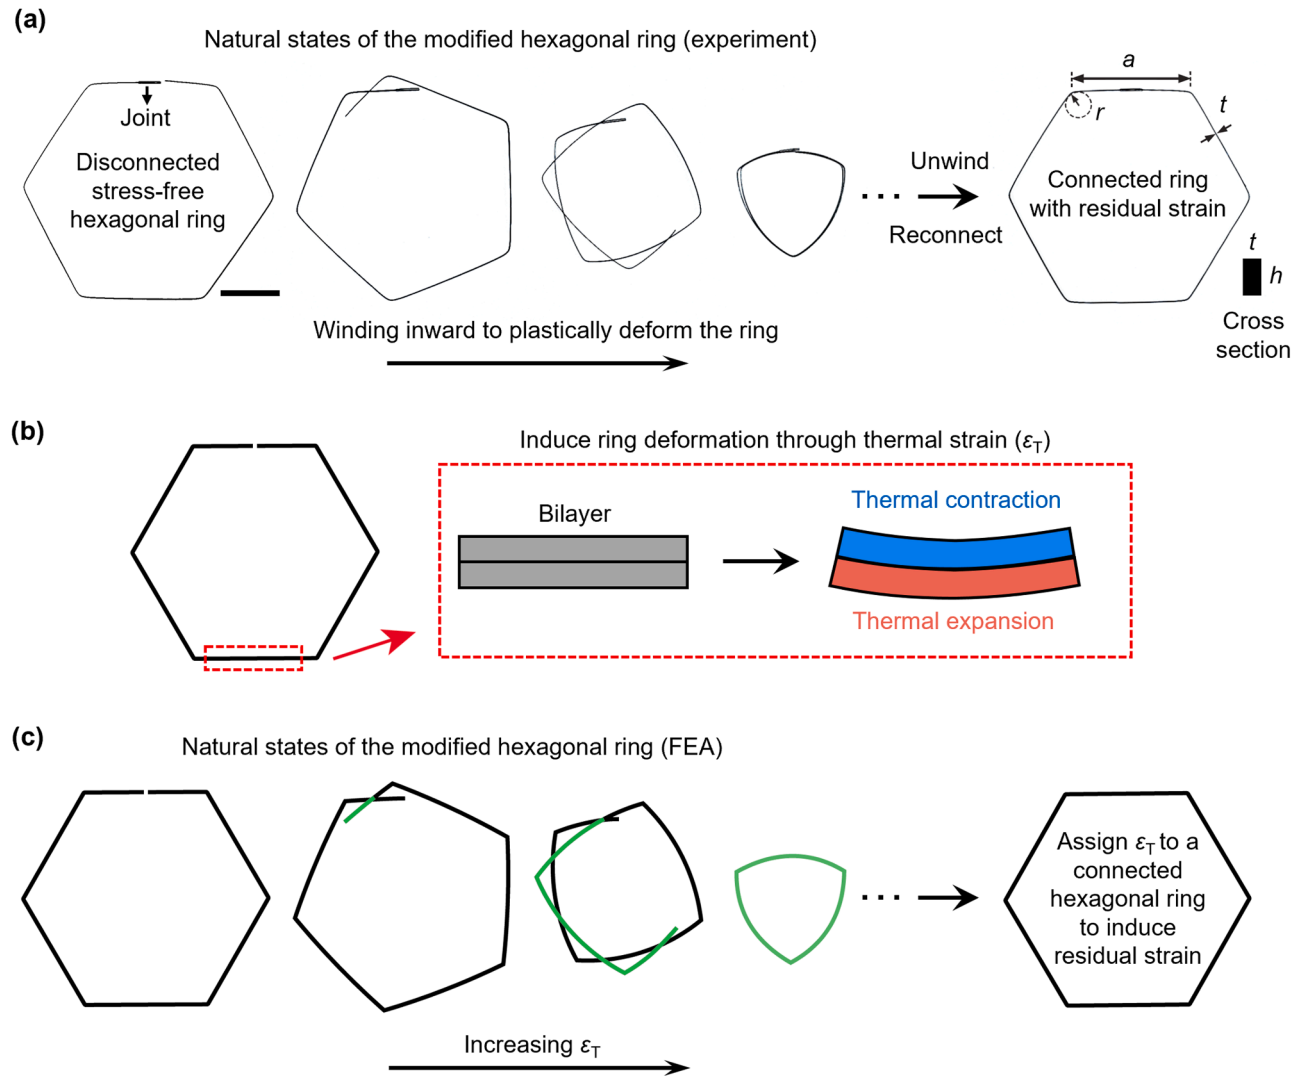 (a)
Natural states of the modified hexagonal ring (experiment)
Joint
Disconnected
stress-free
hexagonal ring
...
Unwind
Reconnect
a
r
t
Connected ring
with residual strain
t
h
Cross
section
Winding inward to plastically deform the ring
(b)
Induce ring deformation through thermal strain (εT)
Bilayer
Thermal contraction
Thermal expansion
(c)
Natural states of the modified hexagonal ring (FEA)
...
Assign εT to a
connected
hexagonal ring
to induce
residual strain
Increasing εT